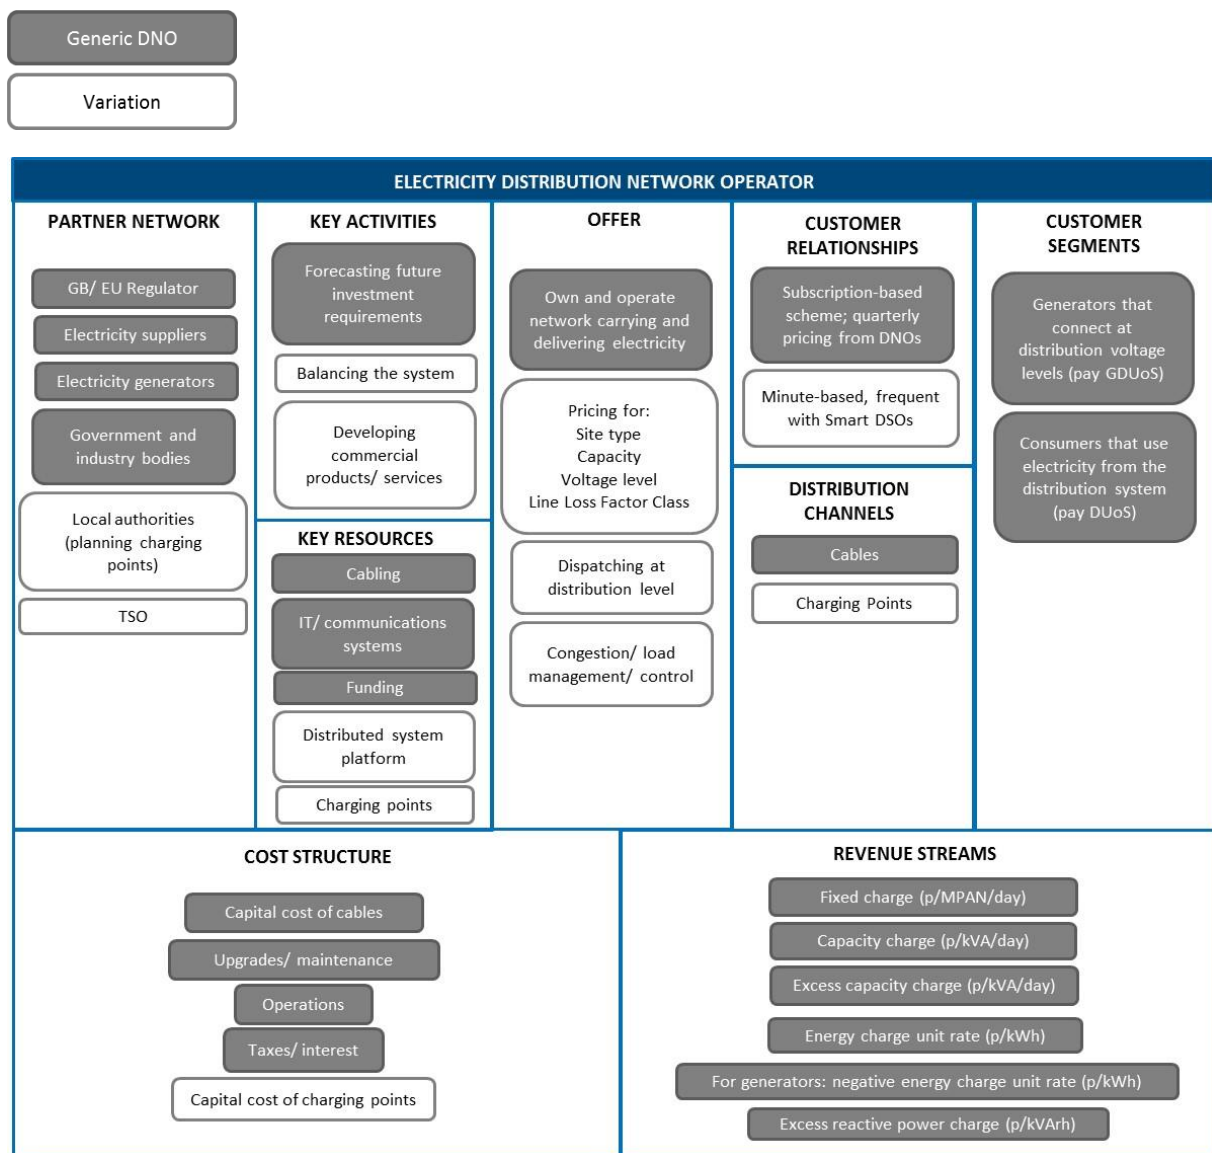 Generic DNO
Variation
ELECTRICITY DISTRIBUTION NETWORK OPERATOR
PARTNER NETWORK
GB/ EU Regulator
Electricity suppliers
Electricity generators
Government and
industry bodies
Local authorities
(planning charging
points)
TSO
KEY ACTIVITIES
Forecasting future
investment
requirements
Balancing the system
Developing
commercial
products/ services
KEY RESOURCES
Cabling
IT/ communications
systems
Funding
Distributed system
platform
Charging points
OFFER
Own and operate
network carrying and
delivering electricity
Pricing for:
Site type
Capacity
Voltage level
Line Loss Factor Class
Dispatching at
distribution level
Congestion/ load
management/ control
CUSTOMER
RELATIONSHIPS
Subscription-based
scheme; quarterly
pricing from DNOs
Minute-based, frequent
with Smart DSOs
DISTRIBUTION
CHANNELS
Cables
Charging Points
CUSTOMER
SEGMENTS
Generators that
connect at
distribution voltage
levels (pay GDUoS)
Consumers that use
electricity from the
distribution system
(pay DUoS)
COST STRUCTURE
Capital cost of cables
Upgrades/ maintenance
Operations
Taxes/ interest
Capital cost of charging points
REVENUE STREAMS
Fixed charge (p/MPAN/day)
Capacity charge (p/kVA/day)
Excess capacity charge (p/kVA/day)
Energy charge unit rate (p/kWh)
For generators: negative energy charge unit rate (p/kWh)
Excess reactive power charge (p/kVArh)